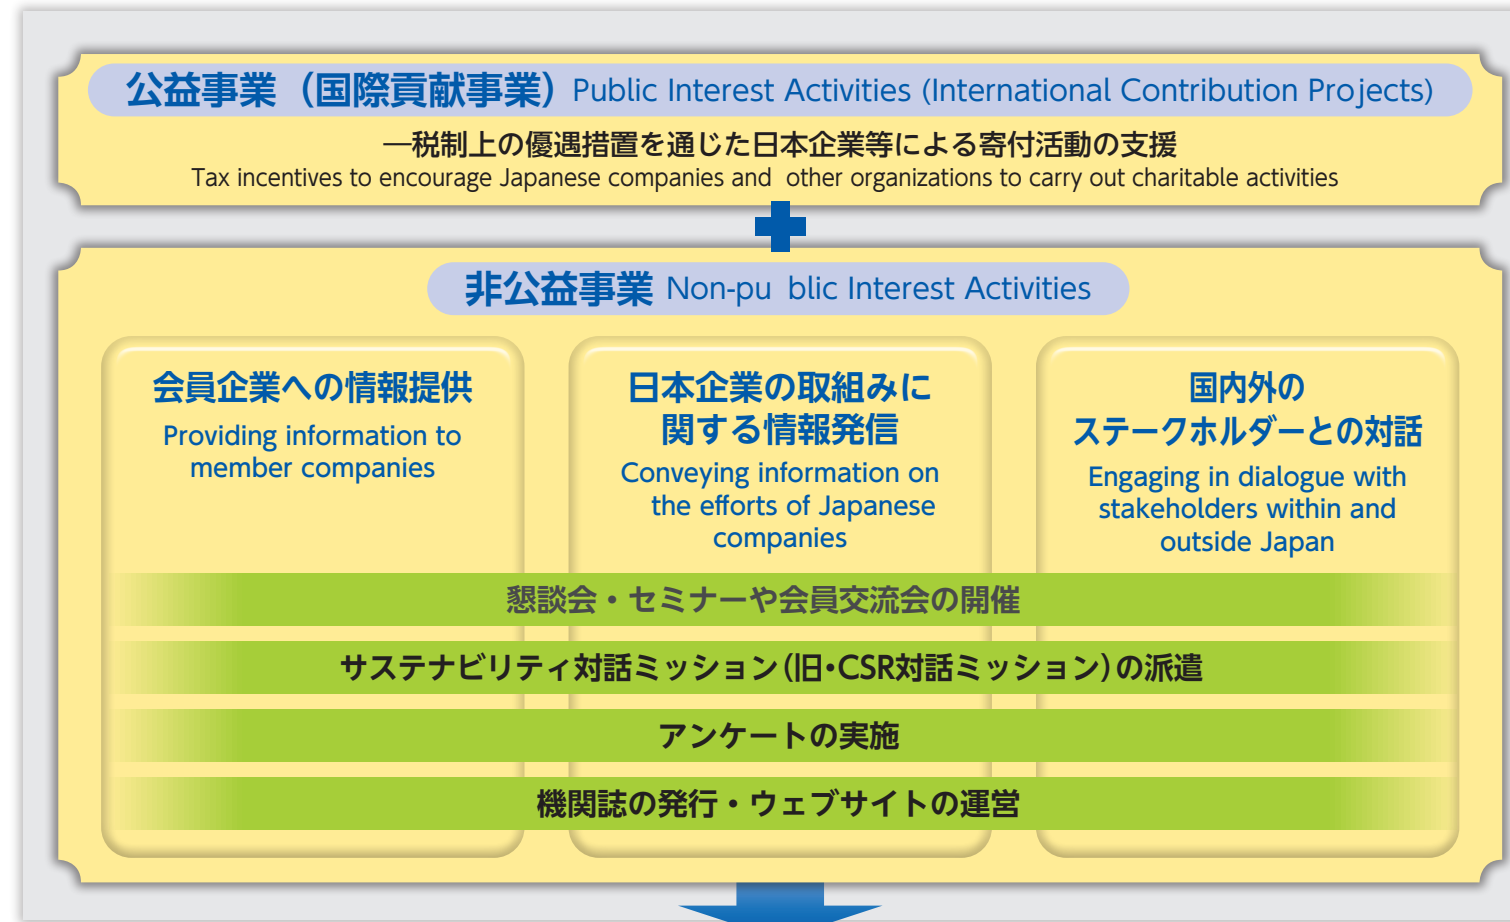 公益事業(国際貢献事業)Public Interest Activities (International Contribution Projects)
―税制上の優遇措置を通じた日本企業等による寄付活動の支援
Tax incentives to encourage Japanese companies and other organizations to carry out charitable activities
非公益事業 Non-pu blic Interest Activities
会員企業への情報提供
Providing information to
member companies
日本企業の取組みに
関する情報発信
Conveying information on
the efforts of Japanese
companies
国内外の
ステークホルダーとの対話
Engaging in dialogue with
stakeholders within and
outside Japan
懇談会・セミナーや会員交流会の開催
サステナビリティ対話ミッション(旧・CSR対話ミッション)の派遣
アンケートの実施
機関誌の発行・ウェブサイトの運営